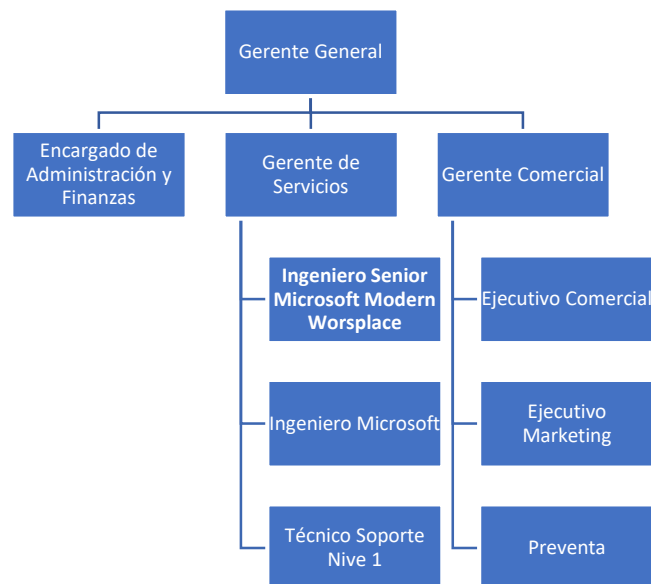 Gerente General
Encargado de
Administración y
Finanzas
Gerente de
Servicios
Gerente Comercial
Ingeniero Senior
Microsoft Modern
Worsplace
Ejecutivo Comercial
Ingeniero Microsoft
Ejecutivo
Marketing
Técnico Soporte
Nive 1
Preventa